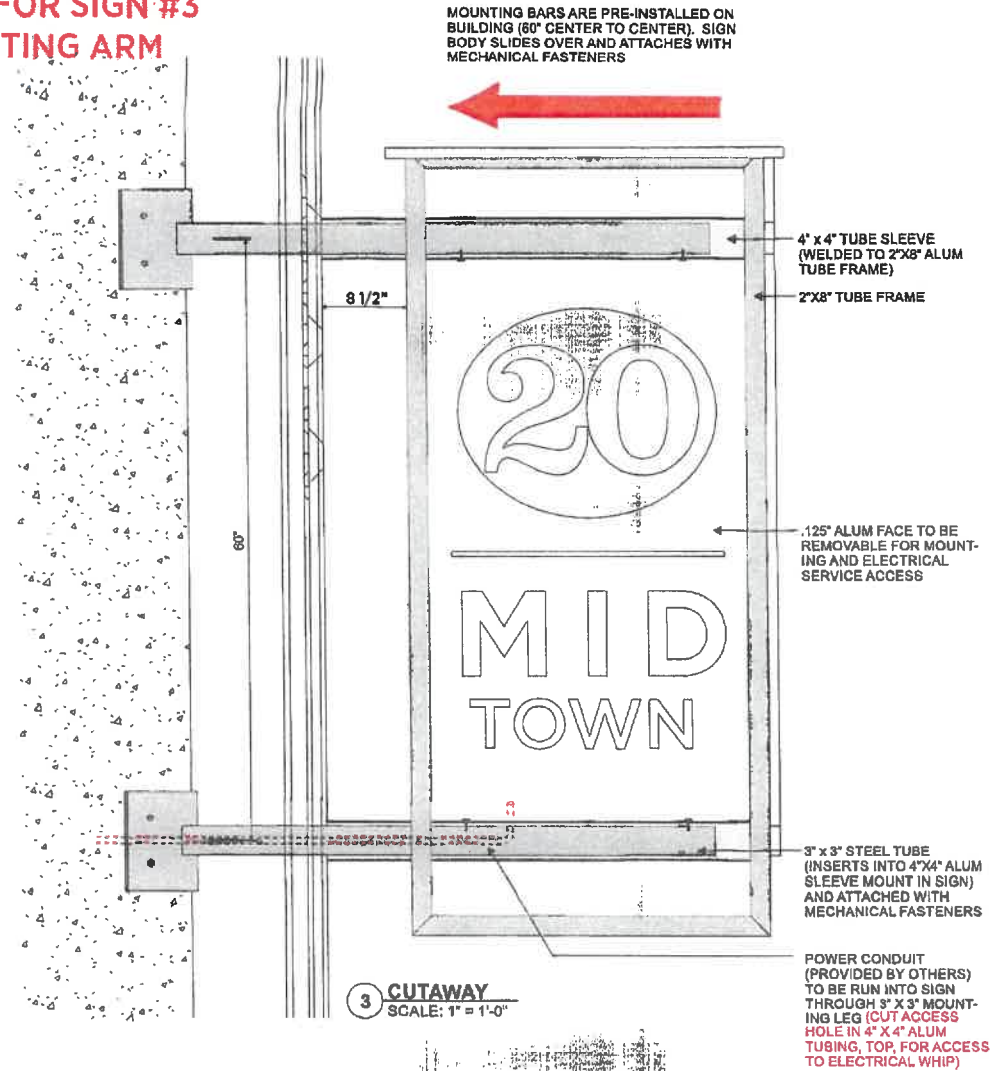 FOR SIGN #3
TING ARM
MOUNTING BARS ARE PRE-INSTALLED ON
BUILDING (60" CENTER TO CENTER). SIGN
BODY SLIDES OVER AND ATTACHES WITH
MECHANICAL FASTENERS
4" x 4" TUBE SLEEVE
(WELDED TO 2"X8" ALUM
TUBE FRAME)
2"X8" TUBE FRAME
8 1/2"
20
60"
.125" ALUM FACE TO BE
REMOVABLE FOR MOUNT-
ING AND ELECTRICAL
SERVICE ACCESS
MID
TOWN
3" x 3" STEEL TUBE
(INSERTS INTO 4"X4" ALUM
SLEEVE MOUNT IN SIGN)
AND ATTACHED WITH
MECHANICAL FASTENERS
POWER CONDUIT
(PROVIDED BY OTHERS)
TO BE RUN INTO SIGN
THROUGH 3" X 3" MOUNT-
ING LEG (CUT ACCESS
HOLE IN 4" X 4" ALUM
TUBING, TOP, FOR ACCESS
TO ELECTRICAL WHIP)
3 CUTAWAY
SCALE: 1" = 1'-0"